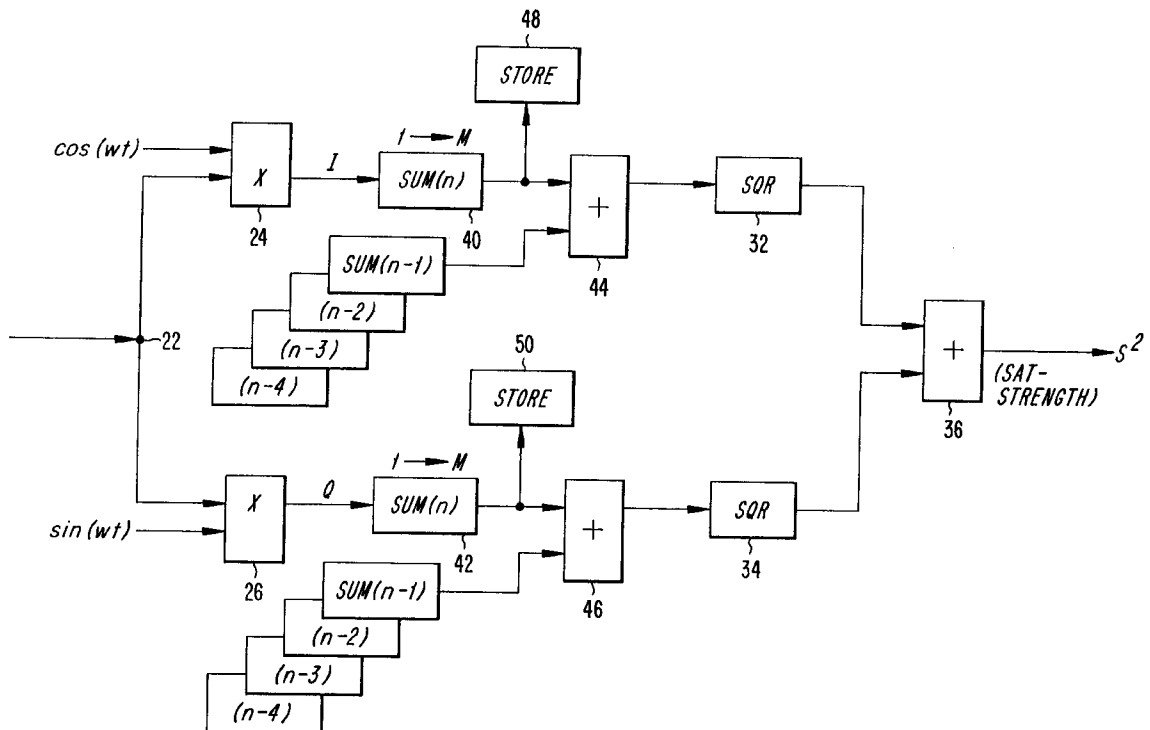 48
STORE
cos(wt)
1 → M
I
X
SUM(n)
SQR
24
40
+
32
SUM(n-1)
44
(n-2)
22
(n-3)
50
+
S²
(n-4)
STORE
(SAT-
STRENGTH)
36
1 → M
Q
X
SUM(n)
SQR
sin(wt)
+
42
34
26
SUM(n-1)
46
(n-2)
(n-3)
(n-4)